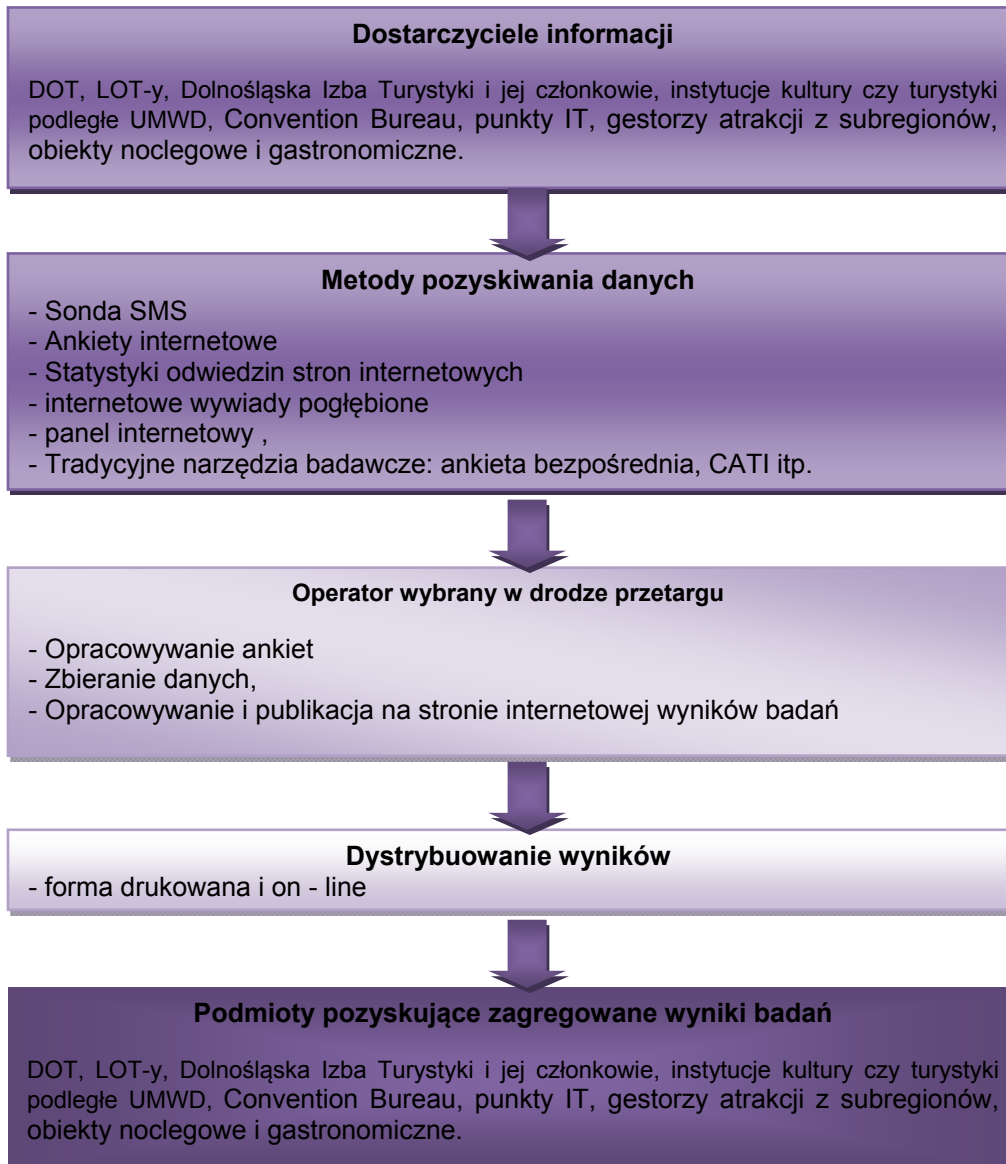 Dostarczyciele informacji
DOT, LOT-y, Dolnośląska Izba Turystyki i jej członkowie, instytucje kultury czy turystyki
podległe UMWD, Convention Bureau, punkty IT, gestorzy atrakcji z subregionów,
obiekty noclegowe i gastronomiczne.
Metody pozyskiwania danych
- Sonda SMS
- Ankiety internetowe
- Statystyki odwiedzin stron internetowych
- internetowe wywiady pogłębione
- panel internetowy ,
- Tradycyjne narzędzia badawcze: ankieta bezpośrednia, CATI itp.
Operator wybrany w drodze przetargu
- Opracowywanie ankiet
- Zbieranie danych,
- Opracowywanie i publikacja na stronie internetowej wyników badań
Dystrybuowanie wyników
- forma drukowana i on - line
Podmioty pozyskujące zagregowane wyniki badań
DOT, LOT-y, Dolnośląska Izba Turystyki i jej członkowie, instytucje kultury czy turystyki
podległe UMWD, Convention Bureau, punkty IT, gestorzy atrakcji z subregionów,
obiekty noclegowe i gastronomiczne.